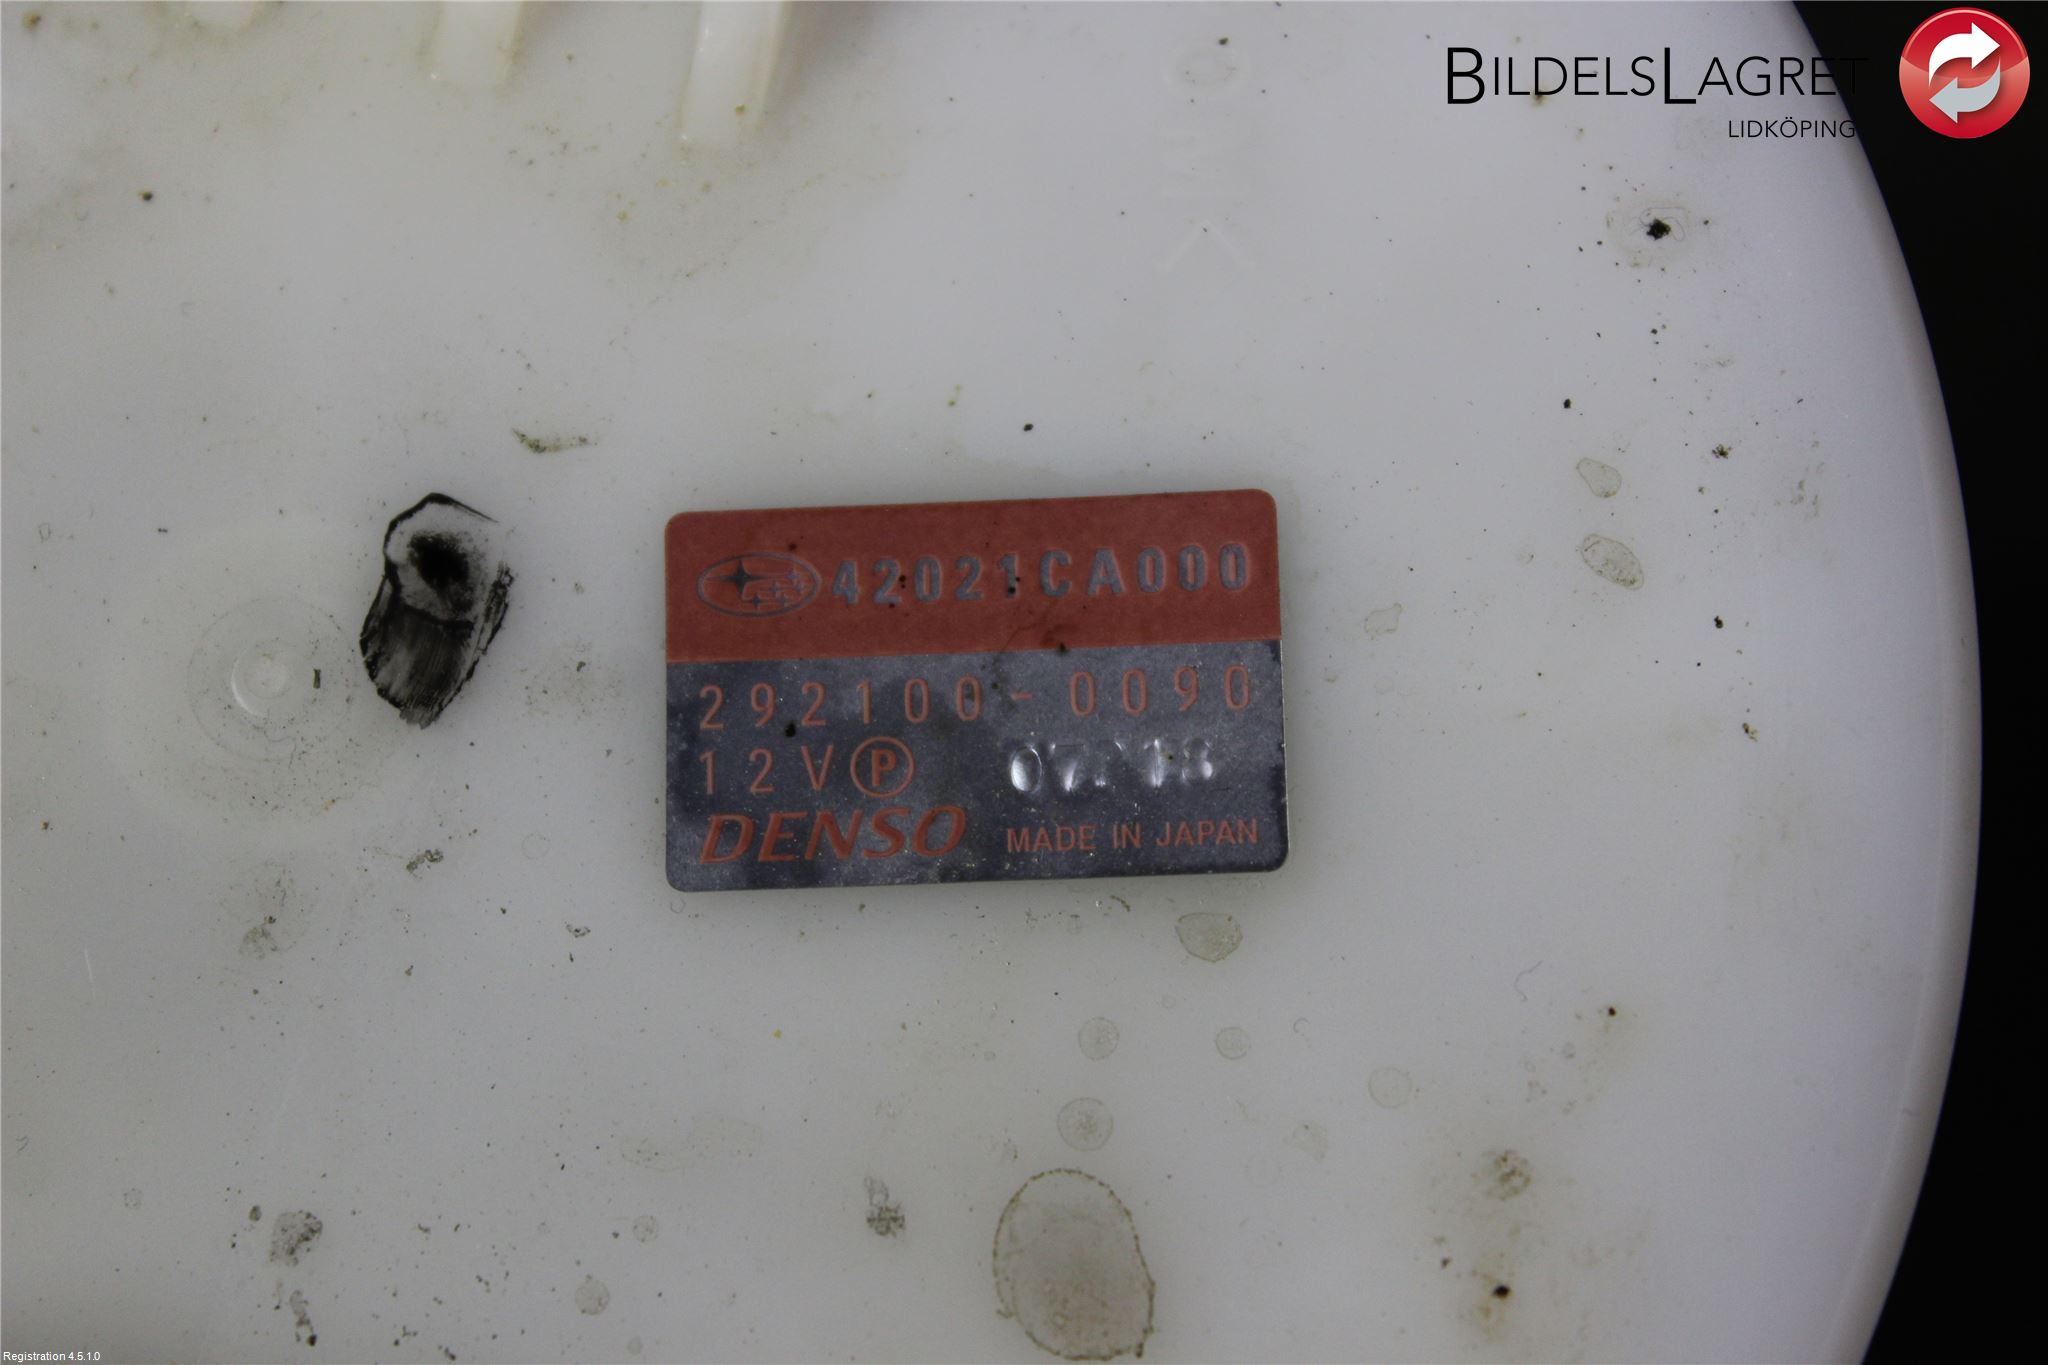 BILDELSLAGRET
LIDKÖPING
42021CA000
292100-0090
12V P
DENSO MADE IN JAPAN
Registration 4.5.1.0